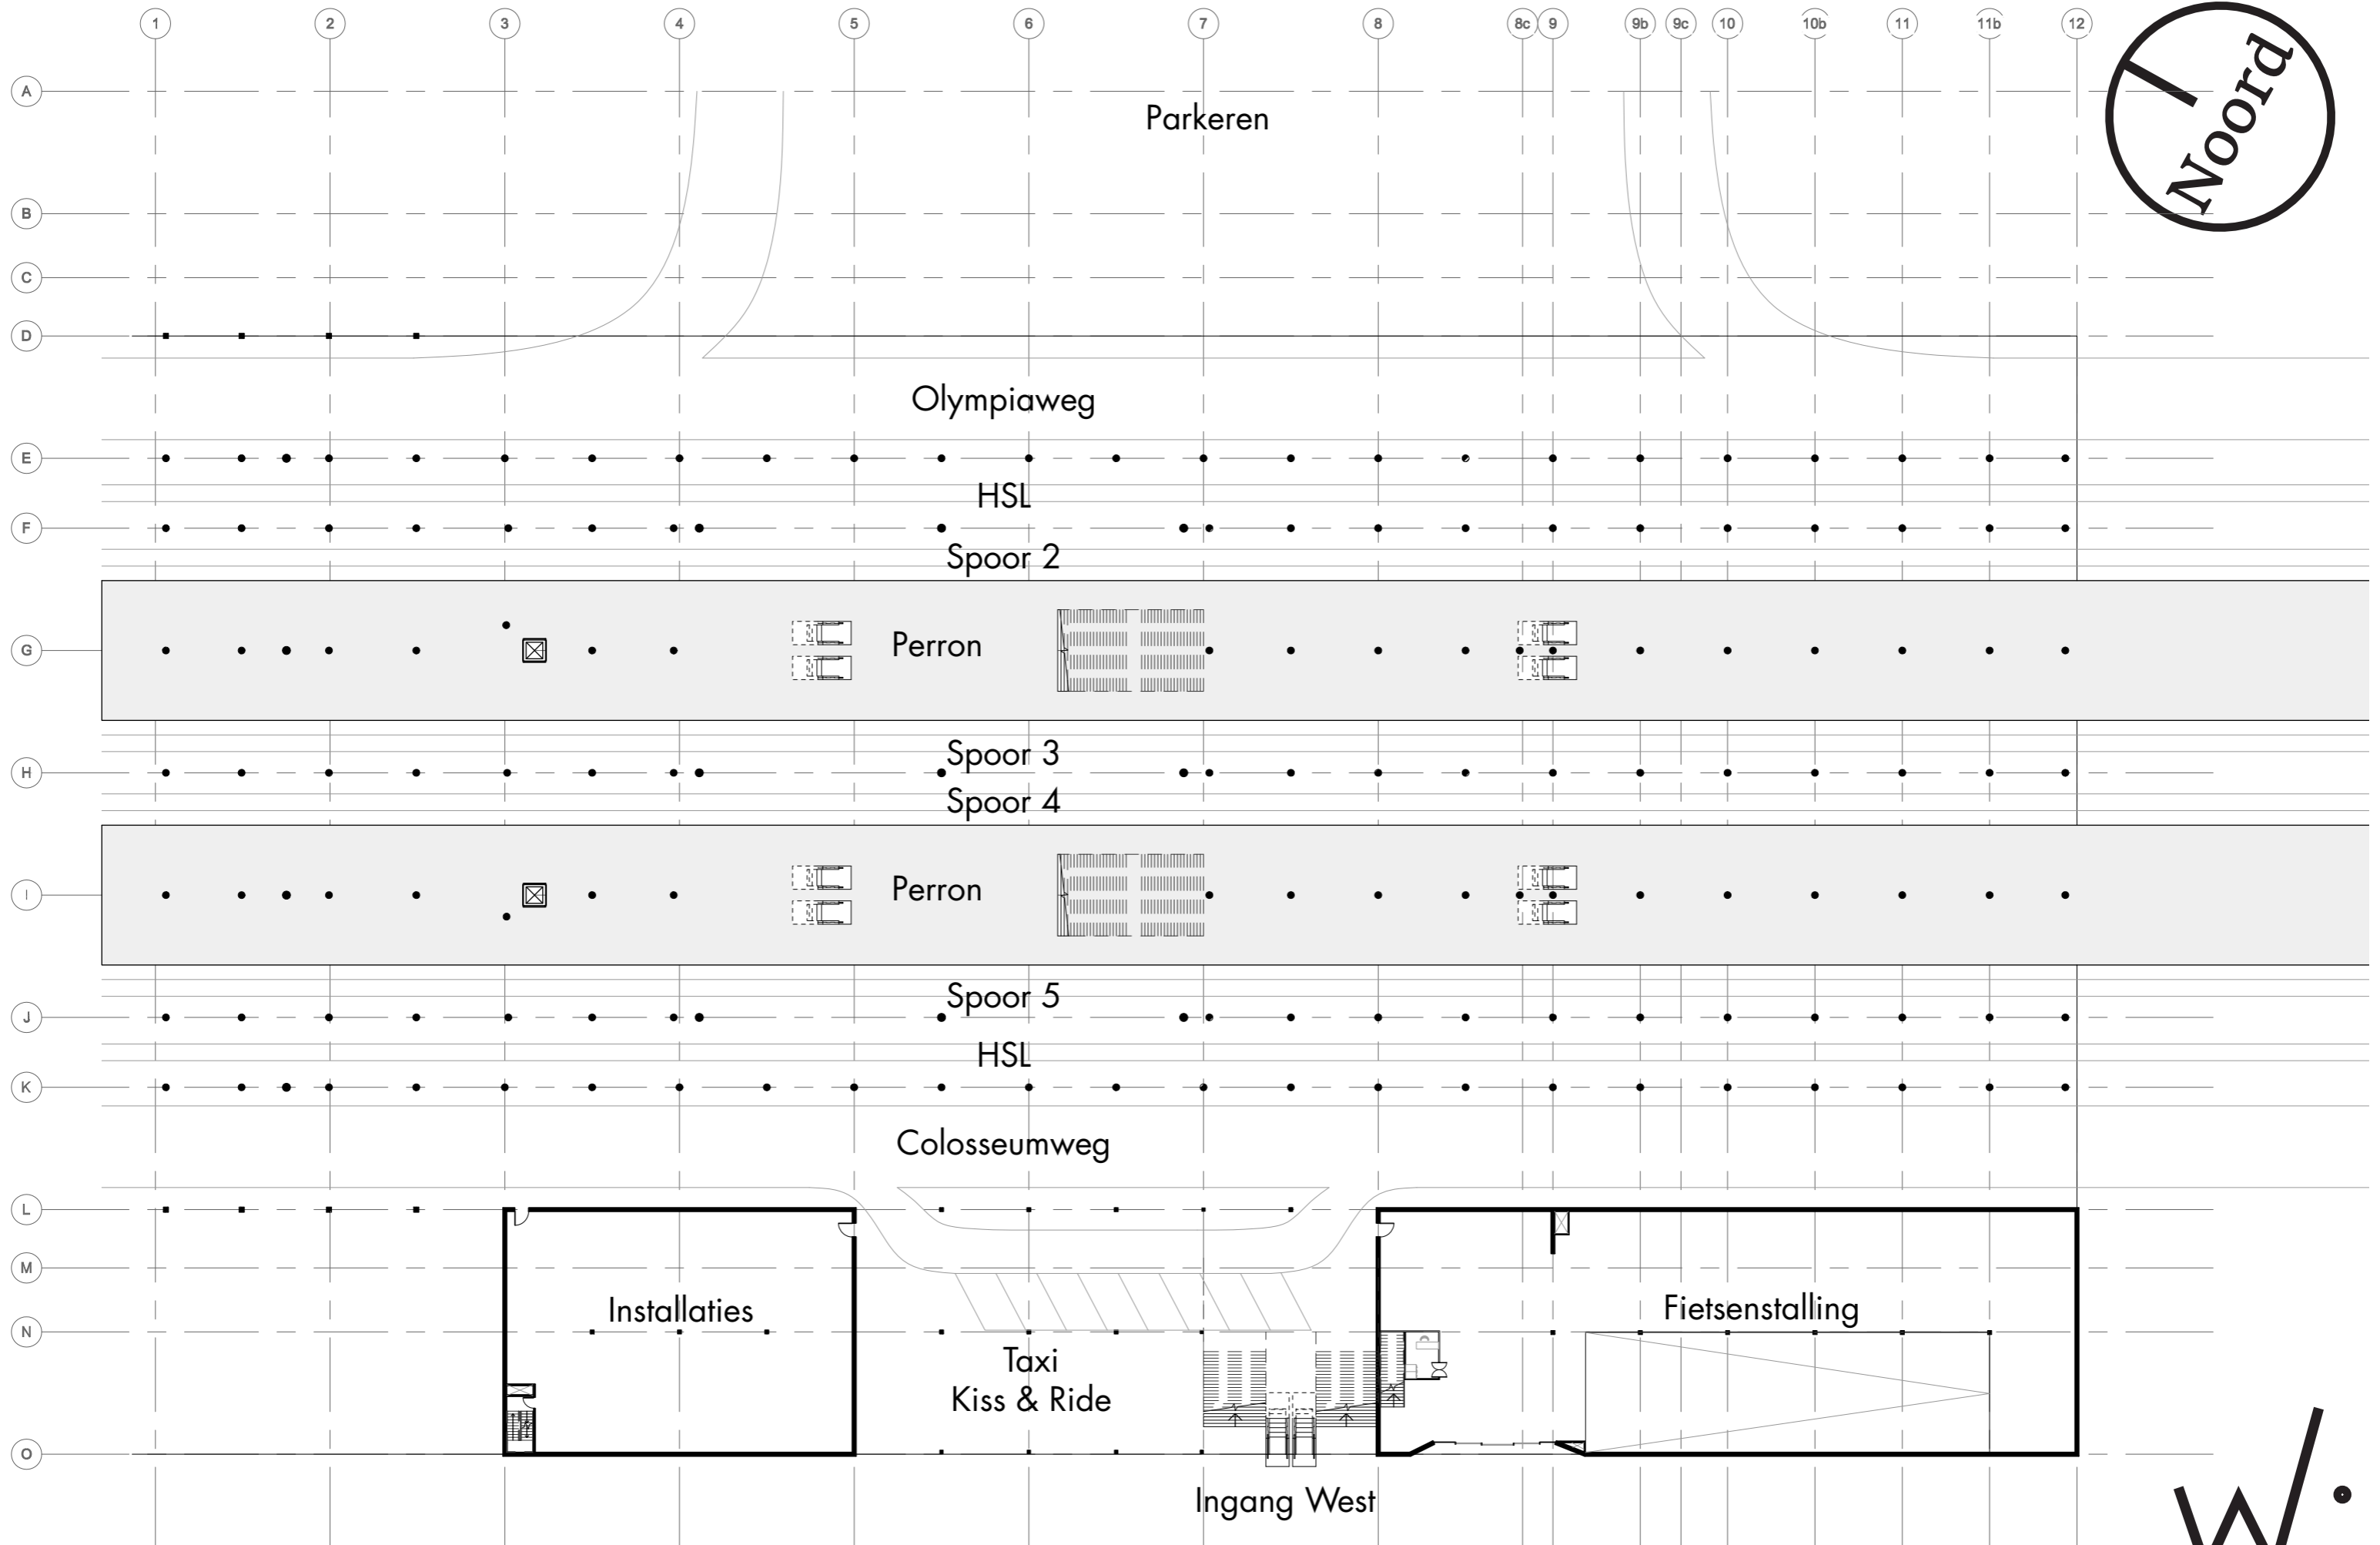 1 2 3 4 5 6 7 8 8c 9 9b 9c 10 10b 11 11b 12
Noord
A
Parkeren
B
C
D
Olympiaweg
E
HSL
F
Spoor 2
G
Perron
Spoor 3
H
Spoor 4
I
Perron
Spoor 5
J
HSL
K
Colosseumweg
L
M
Installaties
Fietsenstalling
N
Taxi
Kiss & Ride
O
Ingang West
W.